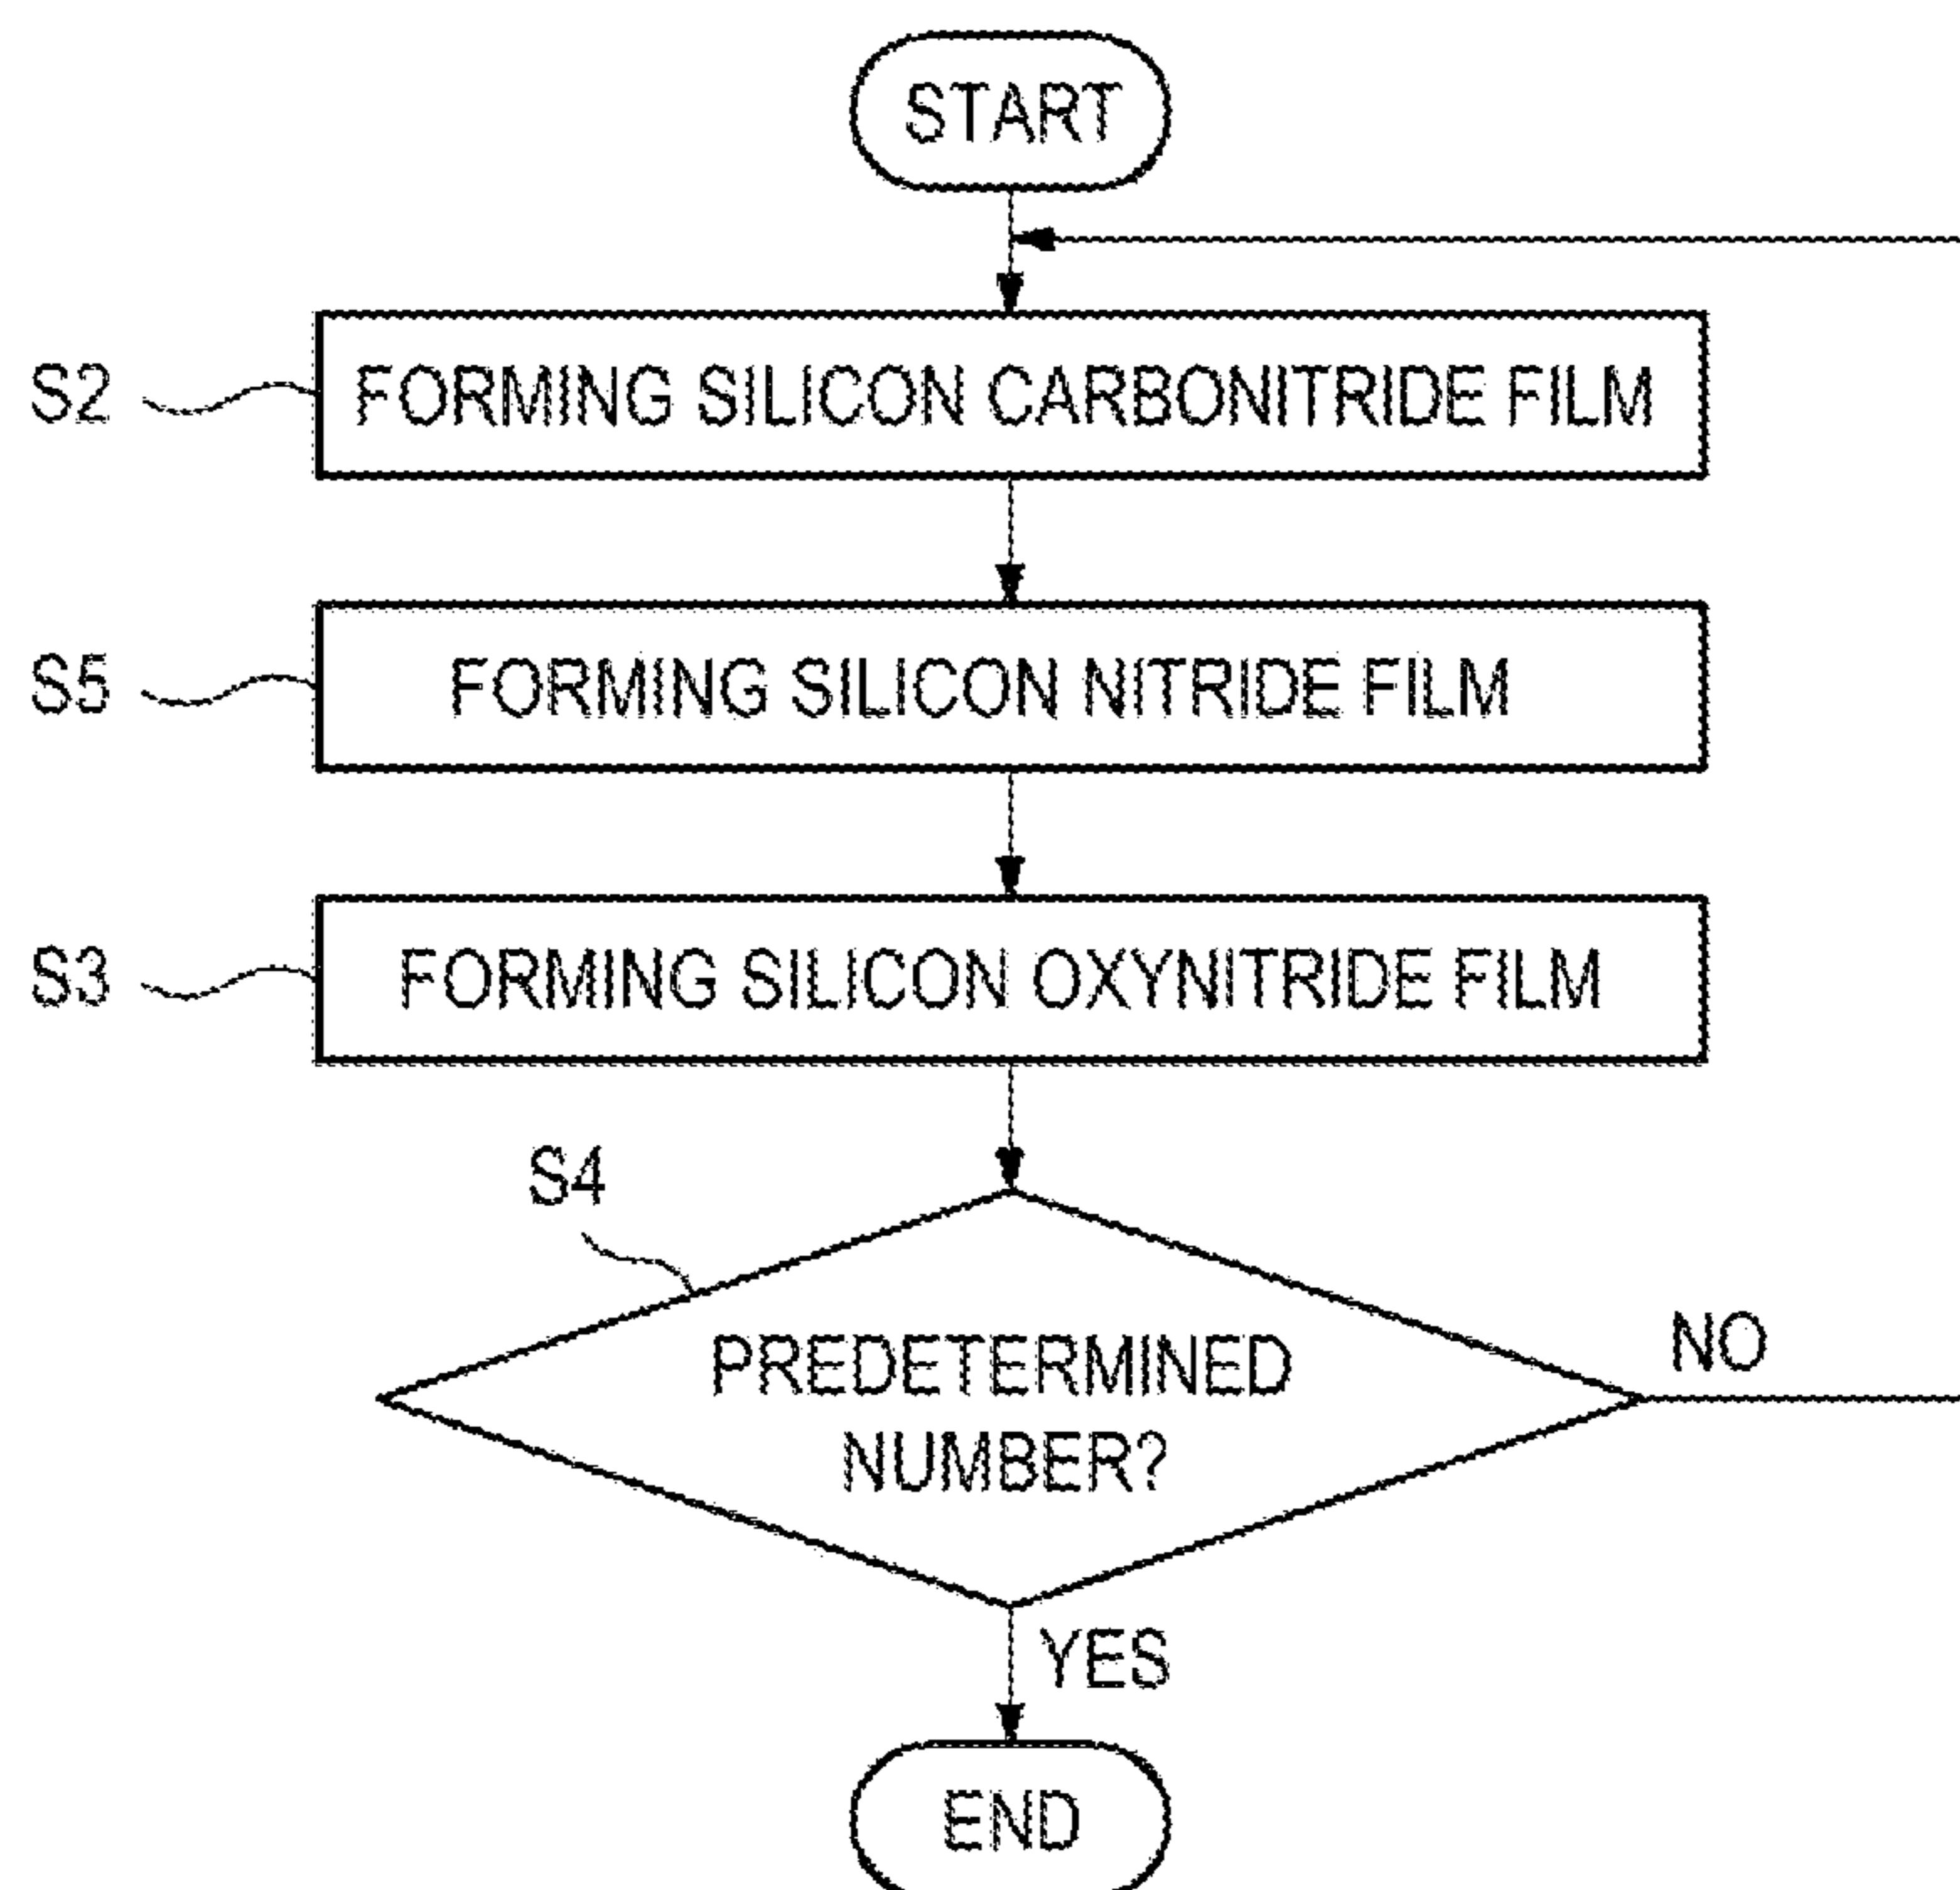 START
S2
FORMING SILICON CARBONITRIDE FILM
S5
FORMING SILICON NITRIDE FILM
S3
FORMING SILICON OXYNITRIDE FILM
S4
PREDETERMINED
NUMBER?
NO
YES
END